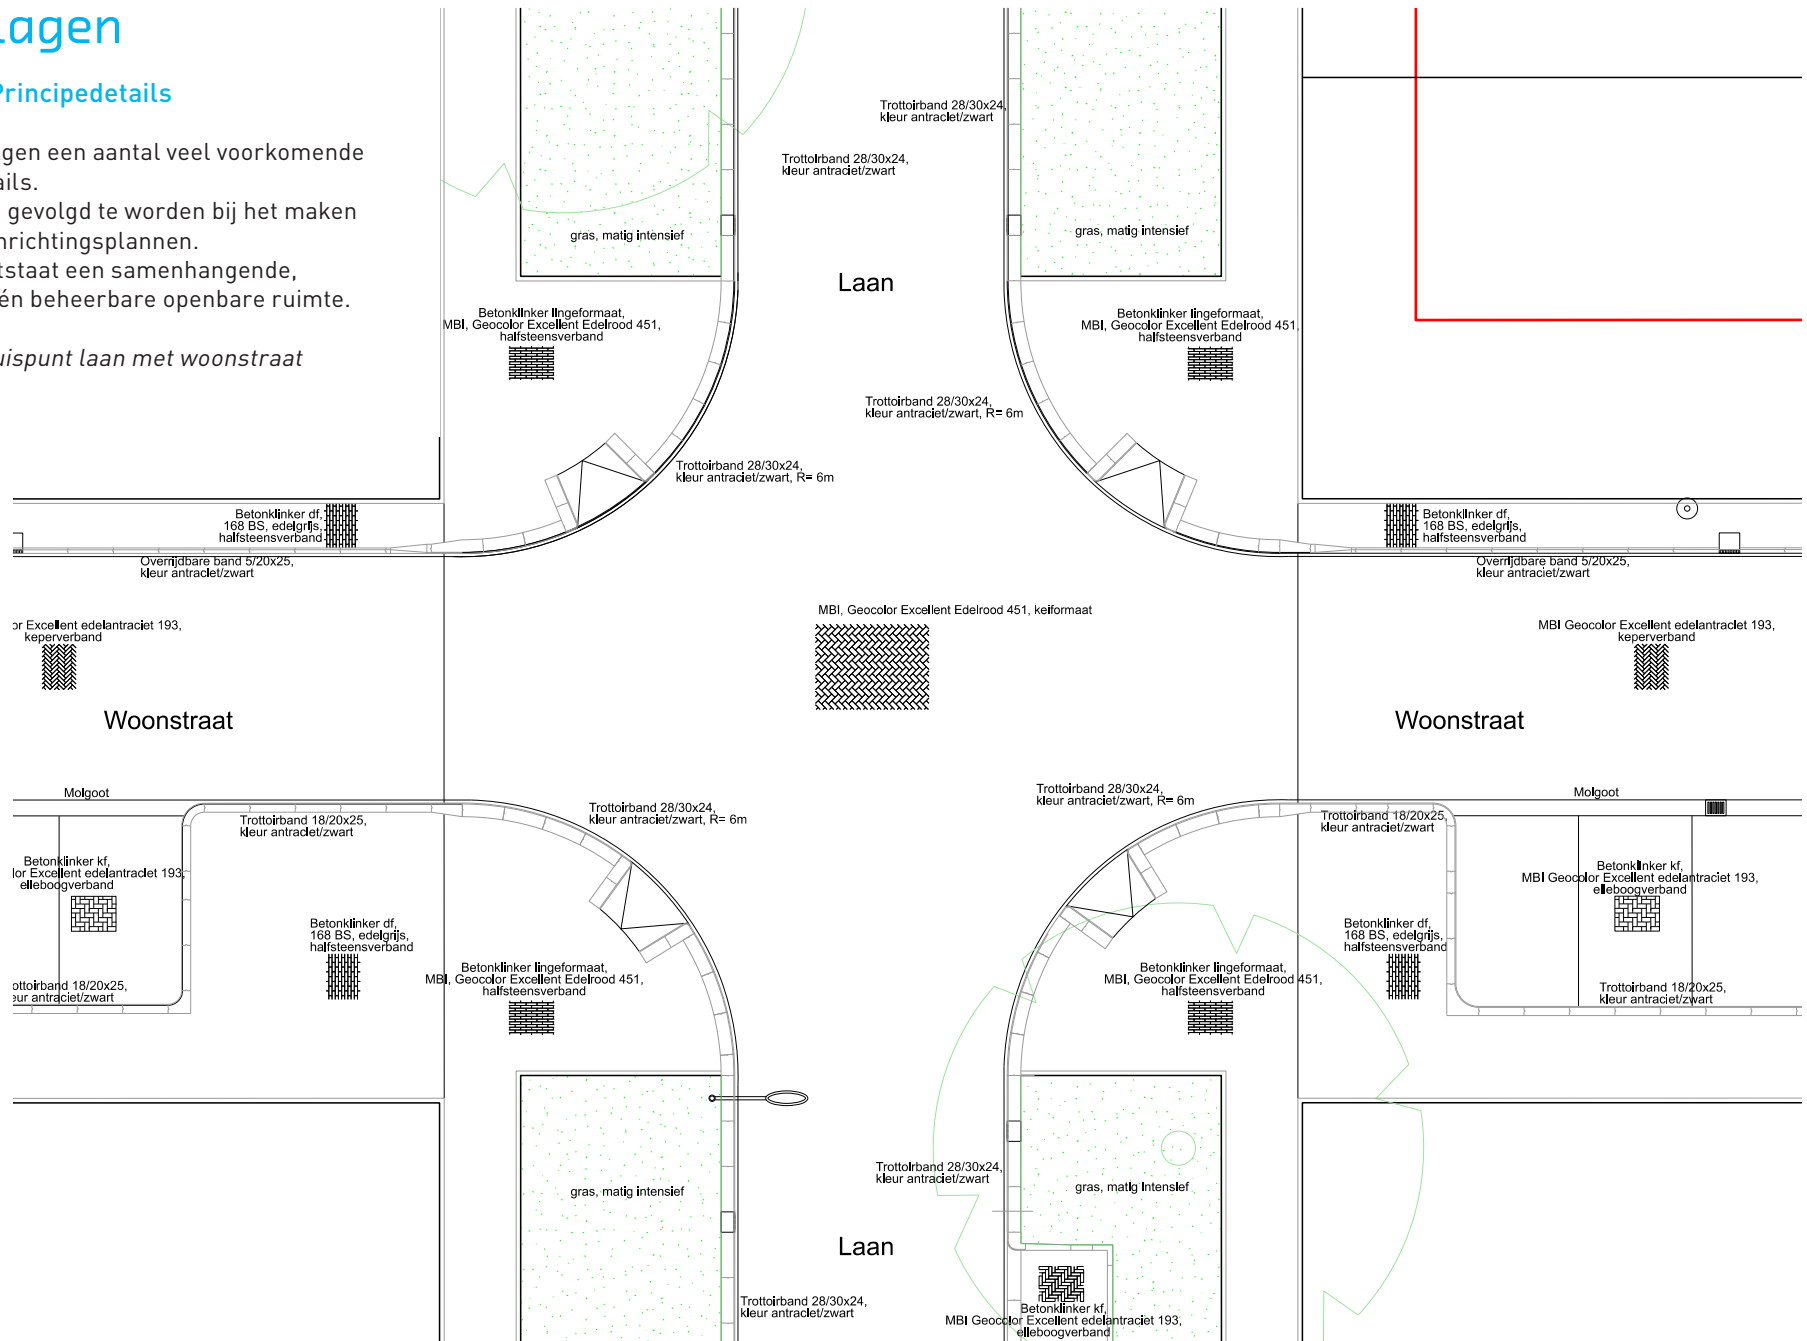 lagen
Principedetails
lgen een aantal veel voorkomende
ails.
gevolgd te worden bij het maken
nrichtingsplannen.
tstaat een samenhangende,
én beheerbare openbare ruimte.
uispunt laan met woonstraat
Trottoirband 28/30x24,
kleur antraciet/zwart
Trottoirband 28/30x24,
kleur antraciet/zwart
gras, matig intensief
gras, matig intensief
Laan
Betonklinker lingeformaat,
MBI, Geocolor Excellent Edelrood 451,
halfsteensverband
Betonklinker lingeformaat,
MBI, Geocolor Excellent Edelrood 451,
halfsteensverband
Trottoirband 28/30x24,
kleur antraciet/zwart, R= 6m
Trottoirband 28/30x24,
kleur antraciet/zwart, R= 6m
Betonklinker df,
168 BS, edelgrijs,
halfsteensverband
Betonklinker df,
168 BS, edelgrijs,
halfsteensverband
Overrijdbare band 5/20x25,
kleur antraciet/zwart
Overrijdbare band 5/20x25,
kleur antraciet/zwart
MBI, Geocolor Excellent Edelrood 451, keiformaat
or Excellent edelantraciet 193,
keperverband
MBI Geocolor Excellent edelantraciet 193,
keperverband
Woonstraat
Woonstraat
Molgoot
Molgoot
Trottoirband 18/20x25,
kleur antraciet/zwart
Trottoirband 28/30x24,
kleur antraciet/zwart, R= 6m
Trottoirband 28/30x24,
kleur antraciet/zwart, R= 6m
Trottoirband 18/20x25,
kleur antraciet/zwart
Betonklinker kf,
lor Excellent edelantraciet 193,
elleboogverband
Betonklinker kf,
MBI Geocolor Excellent edelantraciet 193,
elleboogverband
Betonklinker df,
168 BS, edelgrijs,
halfsteensverband
Betonklinker df,
168 BS, edelgrijs,
halfsteensverband
Betonklinker lingeformaat,
MBI, Geocolor Excellent Edelrood 451,
halfsteensverband
Betonklinker lingeformaat,
MBI, Geocolor Excellent Edelrood 451,
halfsteensverband
ottoirband 18/20x25,
eur antraciet/zwart
Trottoirband 18/20x25,
kleur antraciet/zwart
Trottoirband 28/30x24,
kleur antraciet/zwart
gras, matig intensief
gras, matig intensief
Laan
Trottoirband 28/30x24,
kleur antraciet/zwart
Betonklinker kf,
MBI Geocolor Excellent edelantraciet 193,
elleboogverband